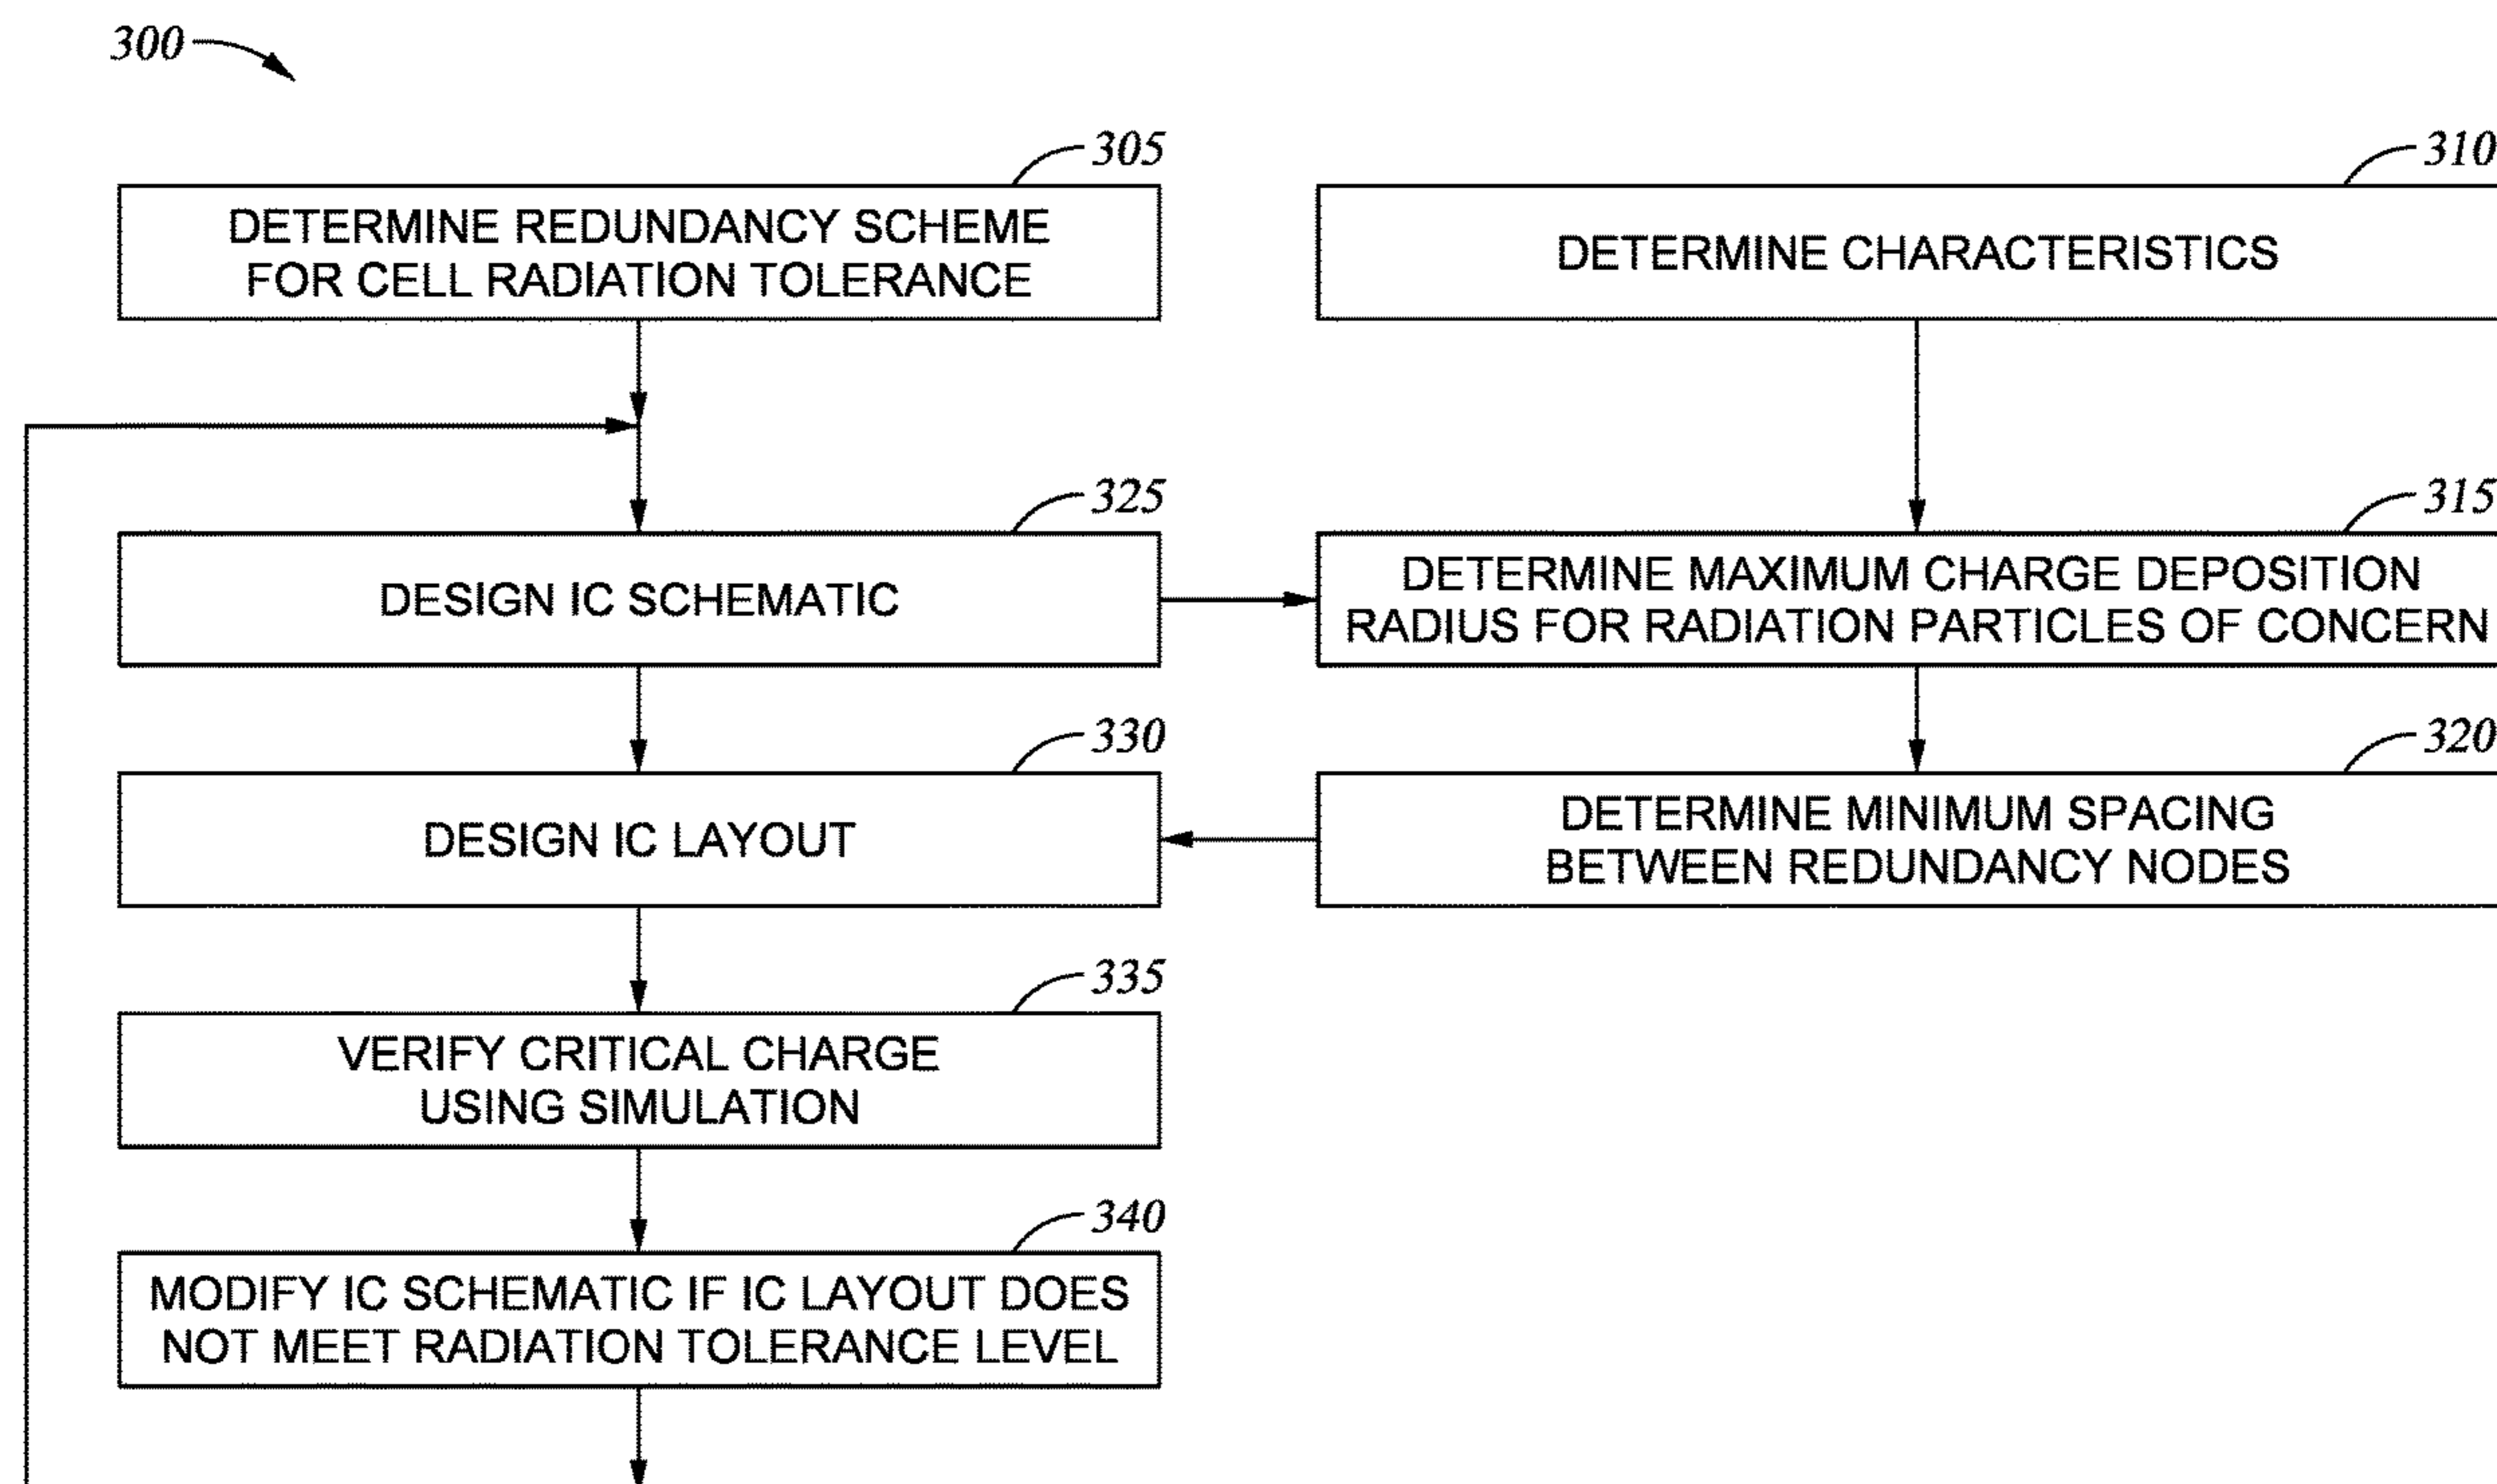 300
305
DETERMINE REDUNDANCY SCHEME
FOR CELL RADIATION TOLERANCE
310
DETERMINE CHARACTERISTICS
325
DESIGN IC SCHEMATIC
315
DETERMINE MAXIMUM CHARGE DEPOSITION
RADIUS FOR RADIATION PARTICLES OF CONCERN
330
DESIGN IC LAYOUT
320
DETERMINE MINIMUM SPACING
BETWEEN REDUNDANCY NODES
335
VERIFY CRITICAL CHARGE
USING SIMULATION
340
MODIFY IC SCHEMATIC IF IC LAYOUT DOES
NOT MEET RADIATION TOLERANCE LEVEL